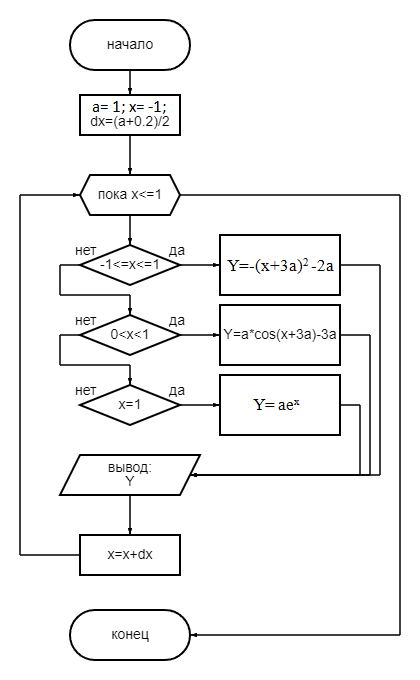 начало
a= 1; x= -1;
dx=(a+0.2)/2
пока x<=1
нет
да
-1<=x<=1
Y=-(x+3a)² -2a
нет
да
0<x<1
Y=a*cos(x+3a)-3a
нет
да
x=1
Y= aeˣ
вывод:
Y
x=x+dx
конец